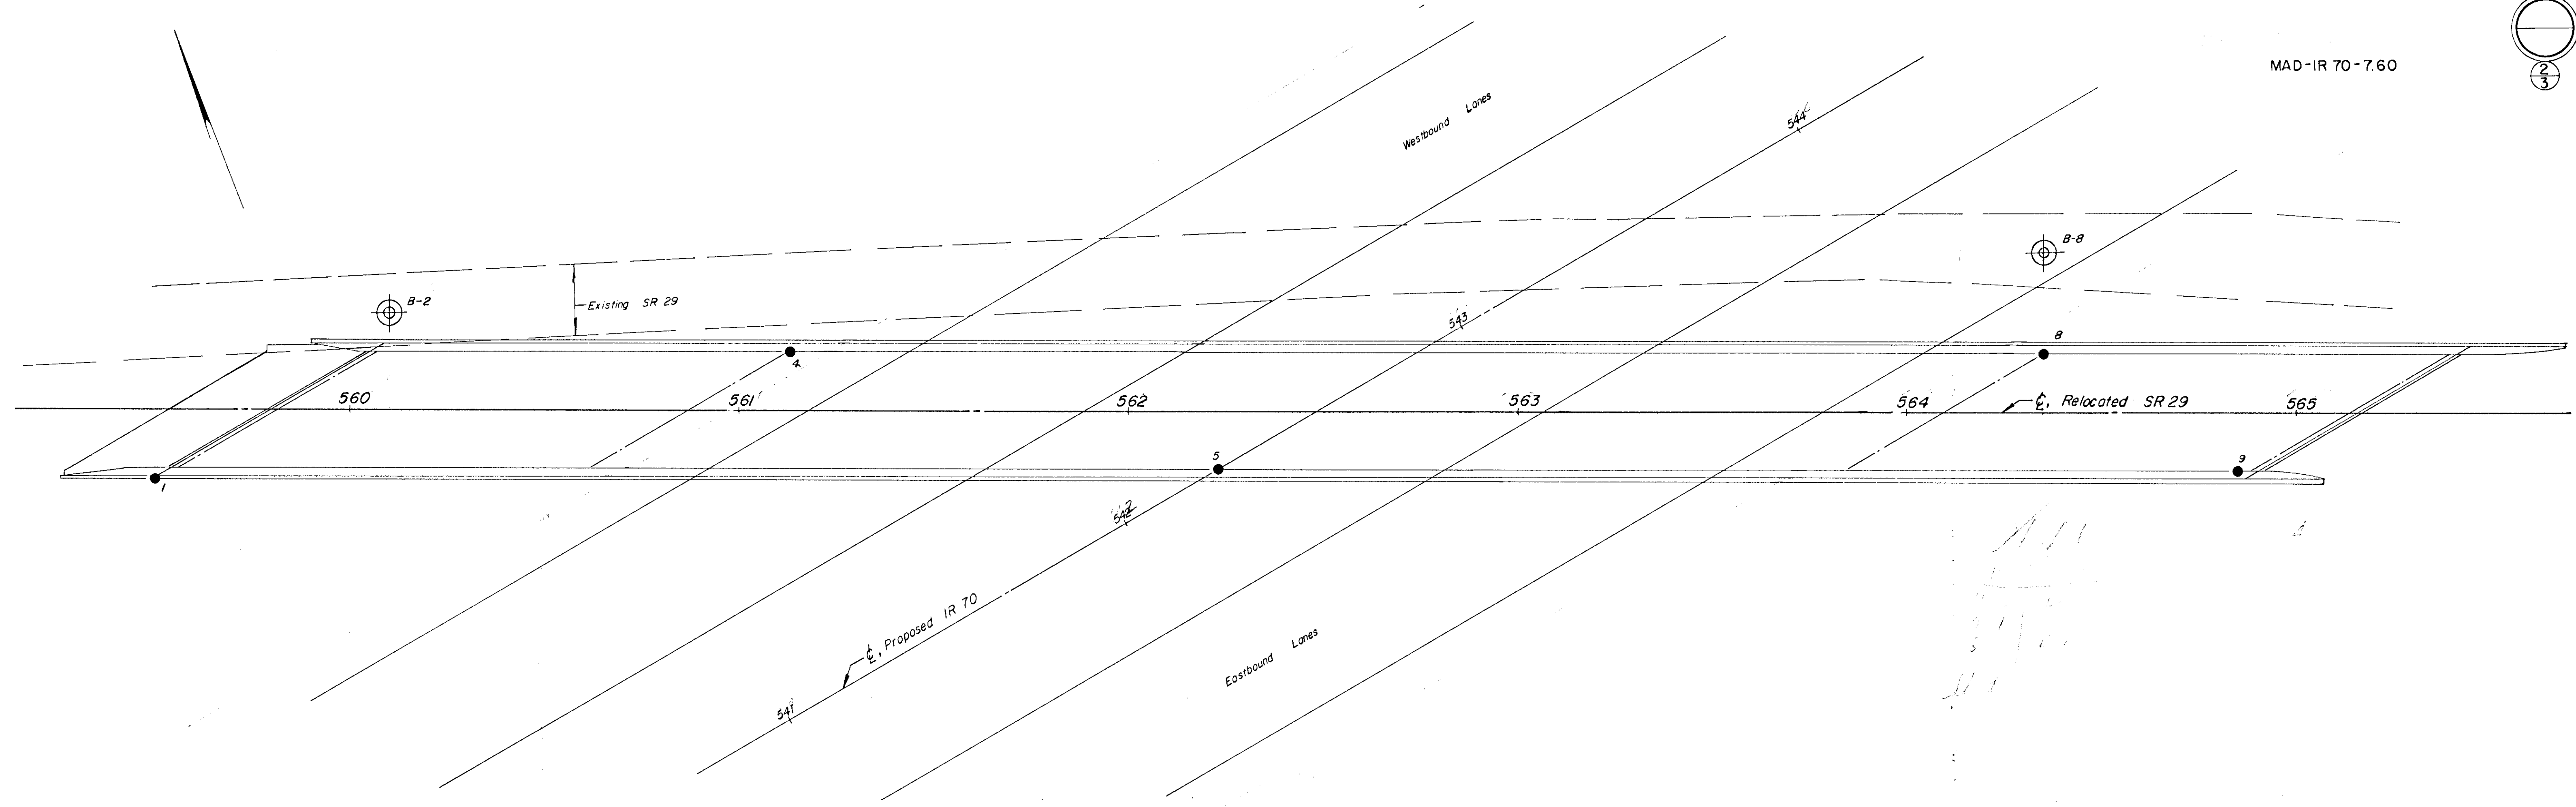 MAD-IR 70-7.60
2
3
Westbound Lanes
544
B-8
B-2
Existing SR 29
543
8
4
560
561
562
563
564
℄, Relocated SR 29
565
5
9
1
542
℄, Proposed IR 70
Eastbound Lanes
541